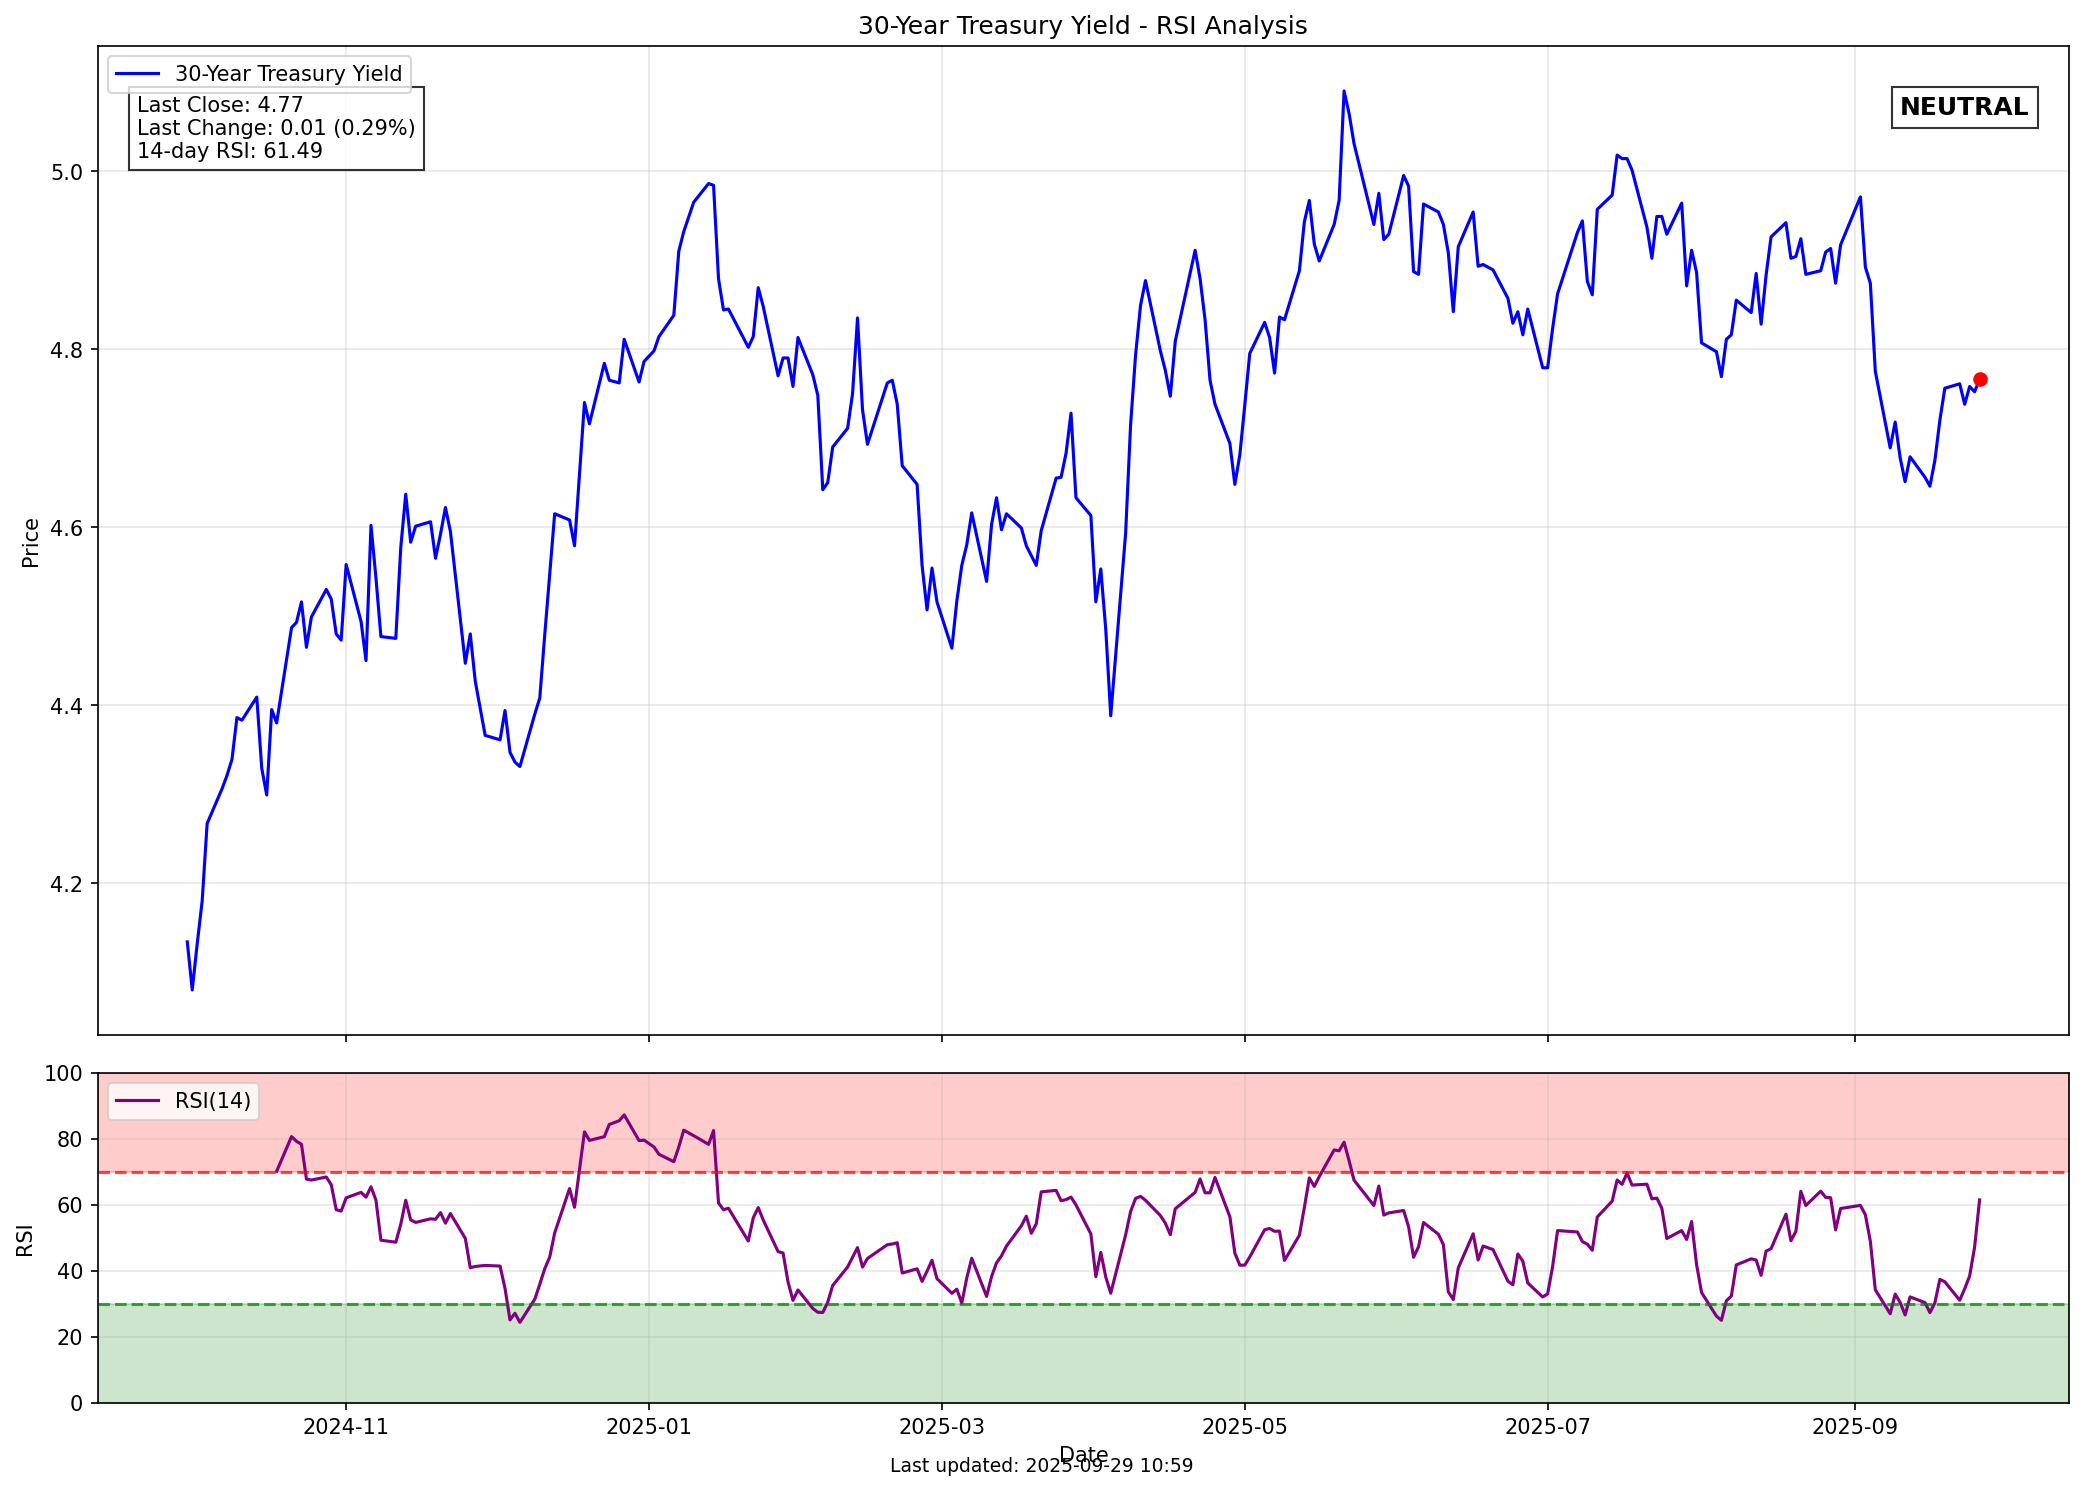 30-Year Treasury Yield - RSI Analysis
30-Year Treasury Yield
Last Close: 4.77
Last Change: 0.01 (0.29%)
14-day RSI: 61.49
NEUTRAL
5.0
4.8
4.6
4.4
4.2
Price
100
80
60
40
20
0
RSI
RSI(14)
2024-11 2025-01 2025-03 2025-05 2025-07 2025-09
Date
Last updated: 2025-09-29 10:59